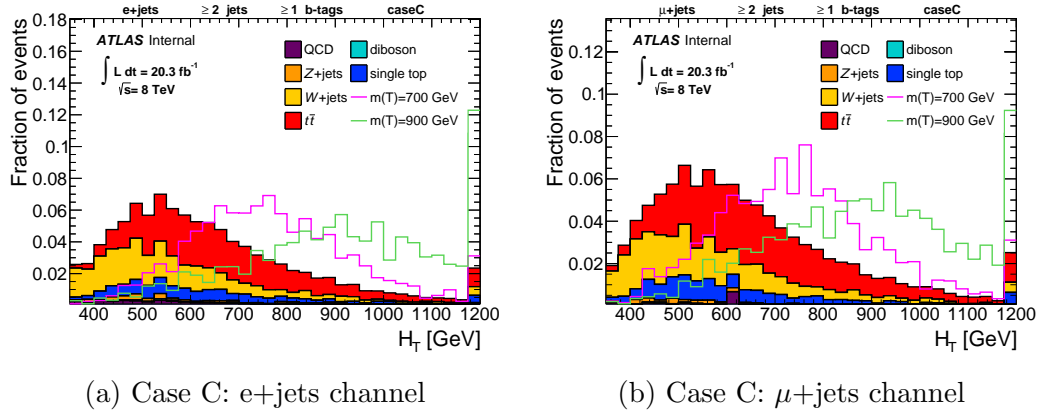 e+jets ≥ 2 jets ≥ 1 b-tags caseC
Fraction of events
0.18
0.16
0.14
0.12
0.1
0.08
0.06
0.04
0.02
ATLAS Internal
∫ L dt = 20.3 fb⁻¹
√s= 8 TeV
QCD
diboson
Z+jets
single top
W+jets
m(T)=700 GeV
tt̄
m(T)=900 GeV
400 500 600 700 800 900 1000 1100 1200
H_T [GeV]
(a) Case C: e+jets channel
μ+jets ≥ 2 jets ≥ 1 b-tags caseC
Fraction of events
0.12
0.1
0.08
0.06
0.04
0.02
ATLAS Internal
∫ L dt = 20.3 fb⁻¹
√s= 8 TeV
QCD
diboson
Z+jets
single top
W+jets
m(T)=700 GeV
tt̄
m(T)=900 GeV
400 500 600 700 800 900 1000 1100 1200
H_T [GeV]
(b) Case C: μ+jets channel